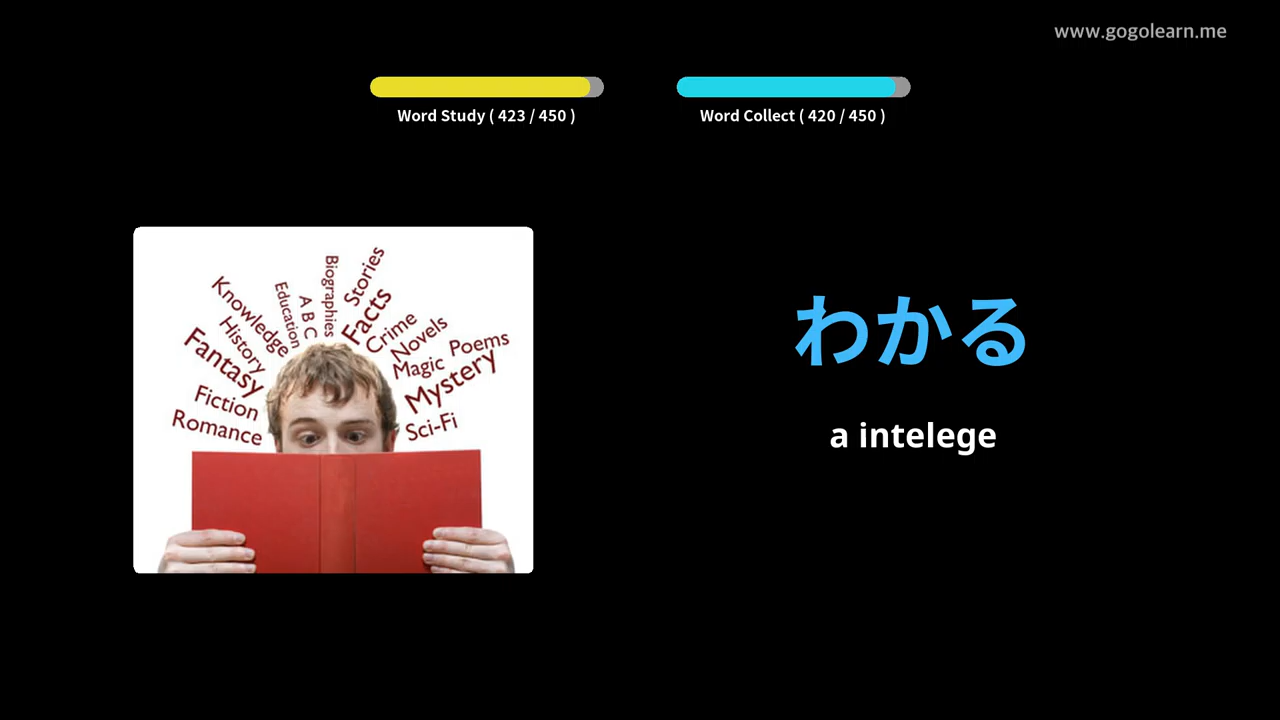 www.gogolearn.me
Word Study ( 423 / 450 )
Word Collect ( 420 / 450 )
Stories
Biographies
Facts
A B C
Education
Knowledge
History
Fantasy
Fiction
Romance
Crime
Novels
Poems
Magic
Mystery
Sci-Fi
わかる
a intelege